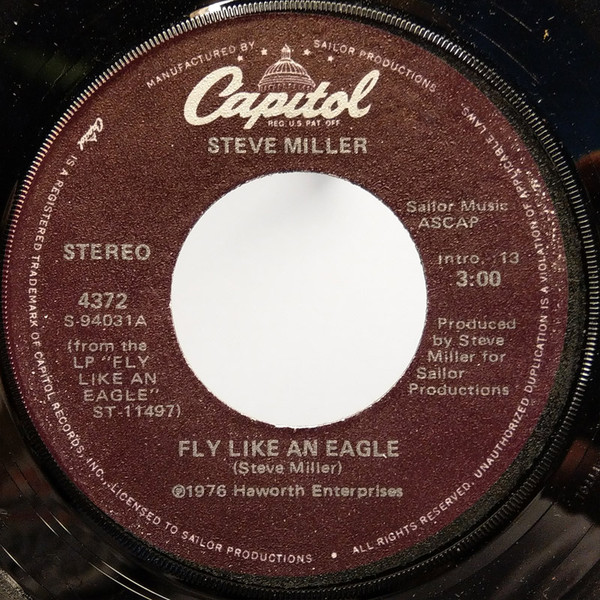 MANUFACTURED BY SAILOR PRODUCTIONS
Capitol
REG. U.S. PAT. OFF.
STEVE MILLER
Sailor Music
ASCAP
STEREO
intro. :13
3:00
4372
S-94031A
(from the
LP "FLY
LIKE AN
EAGLE"
ST-11497)
Produced
by Steve
Miller for
Sailor
Productions
FLY LIKE AN EAGLE
(Steve Miller)
℗1976 Haworth Enterprises
Capitol IS A REGISTERED TRADEMARK OF CAPITOL RECORDS, INC., LICENSED TO SAILOR PRODUCTIONS • ALL RIGHTS RESERVED. UNAUTHORIZED DUPLICATION IS A VIOLATION OF APPLICABLE LAWS.